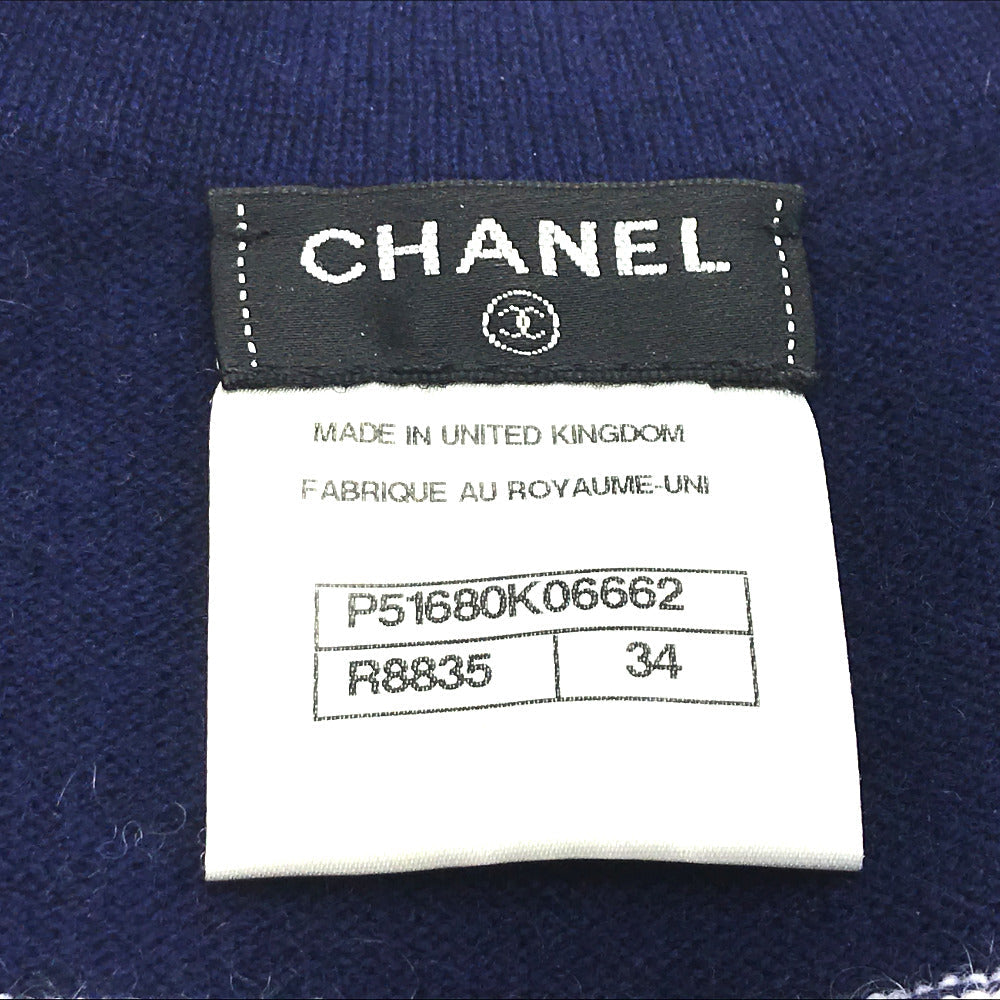 CHANEL
MADE IN UNITED KINGDOM
FABRIQUE AU ROYAUME-UNI
P51680K06662
R8835 34